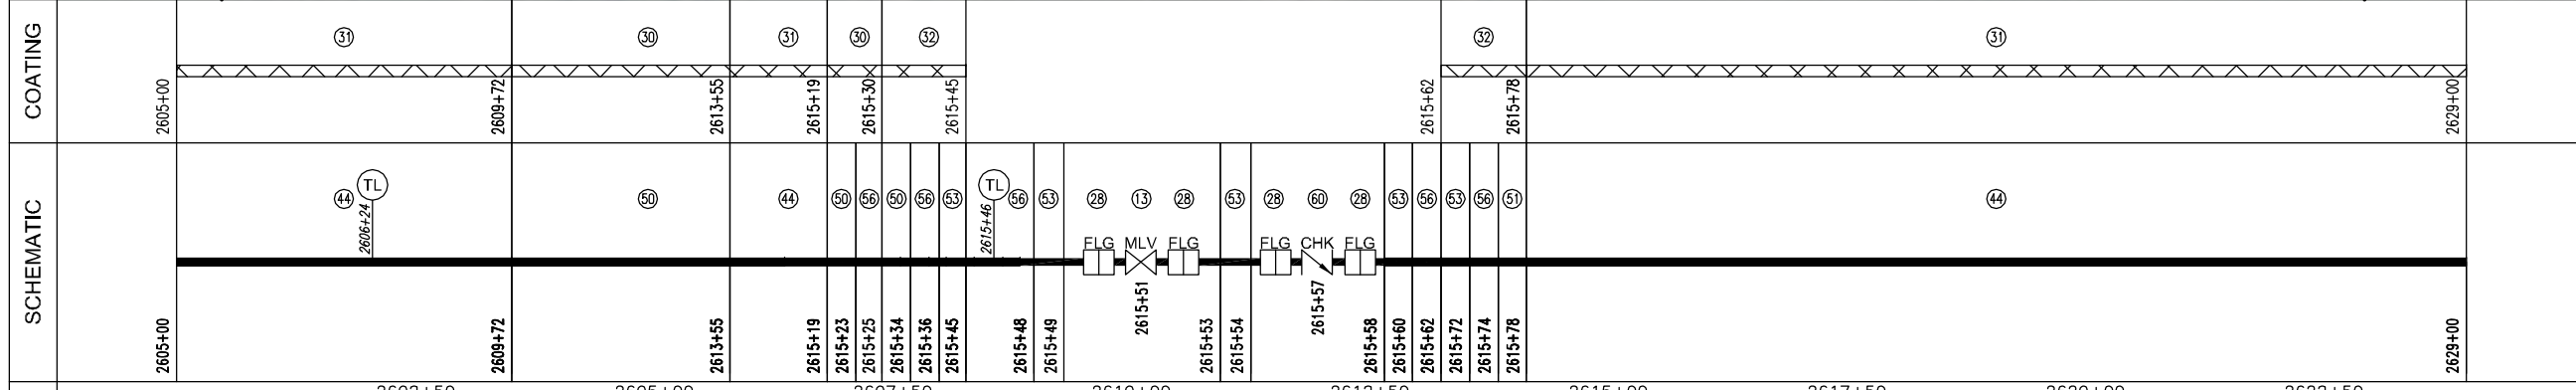 COATING
31 30 31 30 32 32 31
2605+00 2609+72 2613+55 2615+19 2615+30 2615+45 2615+62 2615+78 2629+00
SCHEMATIC
TL TL
44 50 44 50 56 50 56 53 56 53 28 13 28 53 28 60 28 53 56 53 56 51 44
2606+24 2615+46
FLG MLV FLG FLG CHK FLG
2615+51 2615+57
2605+00 2609+72 2613+55 2615+19 2615+23 2615+25 2615+34 2615+36 2615+45 2615+48 2615+49 2615+53 2615+54 2615+58 2615+60 2615+62 2615+72 2615+74 2615+78 2629+00